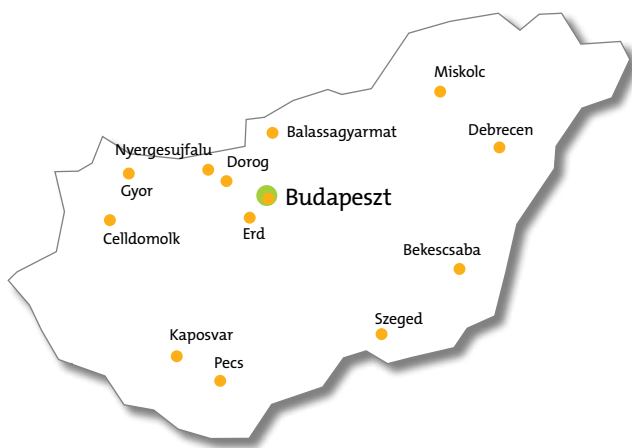 Miskolc
Balassagyarmat
Debrecen
Nyergesujfalu
Dorog
Gyor
Budapeszt
Erd
Celldomolk
Bekescsaba
Szeged
Kaposvar
Pecs